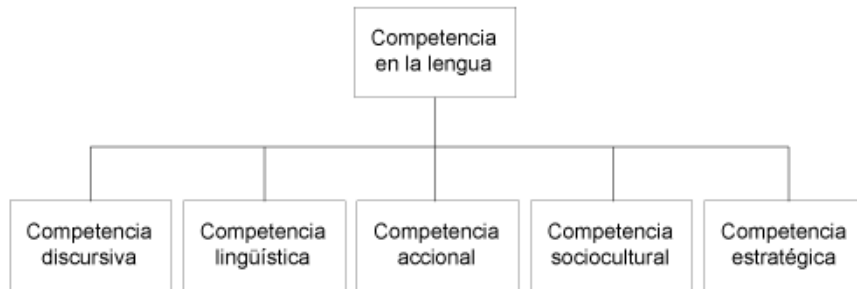 Competencia
en la lengua
Competencia
discursiva
Competencia
lingüística
Competencia
accional
Competencia
sociocultural
Competencia
estratégica